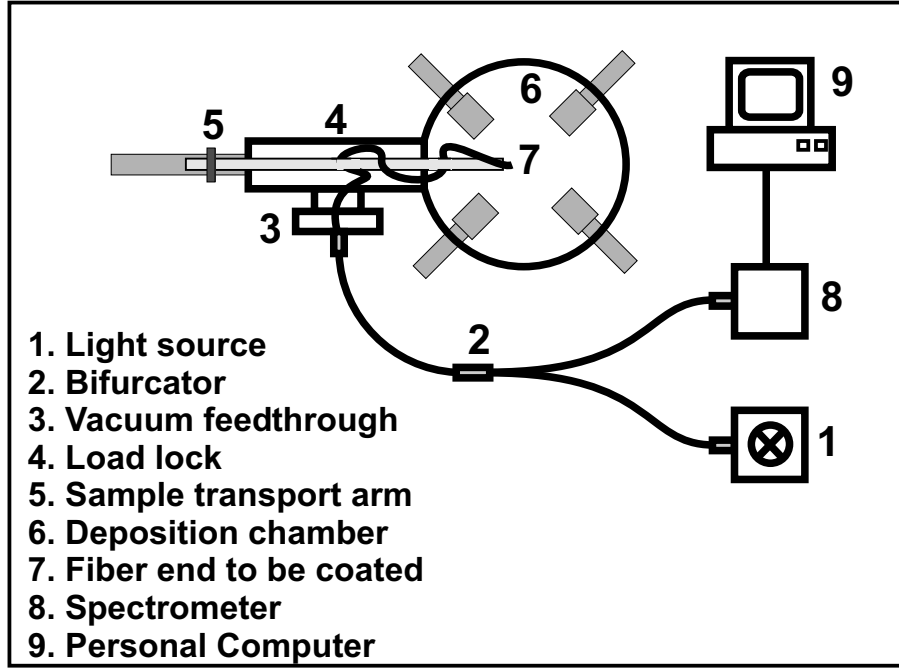 6
9
5
4
7
3
8
2
1
1. Light source
2. Bifurcator
3. Vacuum feedthrough
4. Load lock
5. Sample transport arm
6. Deposition chamber
7. Fiber end to be coated
8. Spectrometer
9. Personal Computer